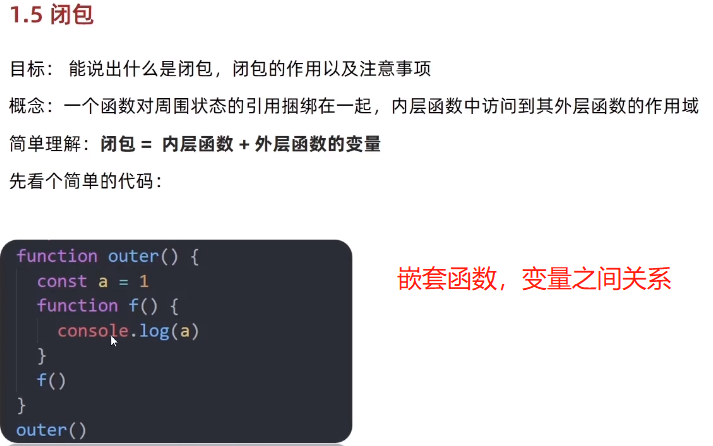 1.5 闭包
目标： 能说出什么是闭包，闭包的作用以及注意事项
概念：一个函数对周围状态的引用捆绑在一起，内层函数中访问到其外层函数的作用域
简单理解：闭包 = 内层函数 + 外层函数的变量
先看个简单的代码：
function outer() {
  const a = 1
  function f() {
    console.log(a)
  }
  f()
}
outer()
嵌套函数，变量之间关系